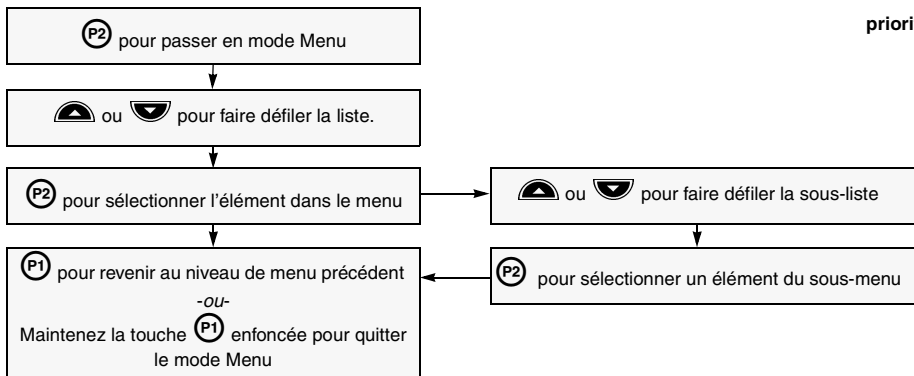 P2 pour passer en mode Menu
priori
ou pour faire défiler la liste.
P2 pour sélectionner l'élément dans le menu
ou pour faire défiler la sous-liste
P1 pour revenir au niveau de menu précédent
-ou-
Maintenez la touche P1 enfoncée pour quitter
le mode Menu
P2 pour sélectionner un élément du sous-menu